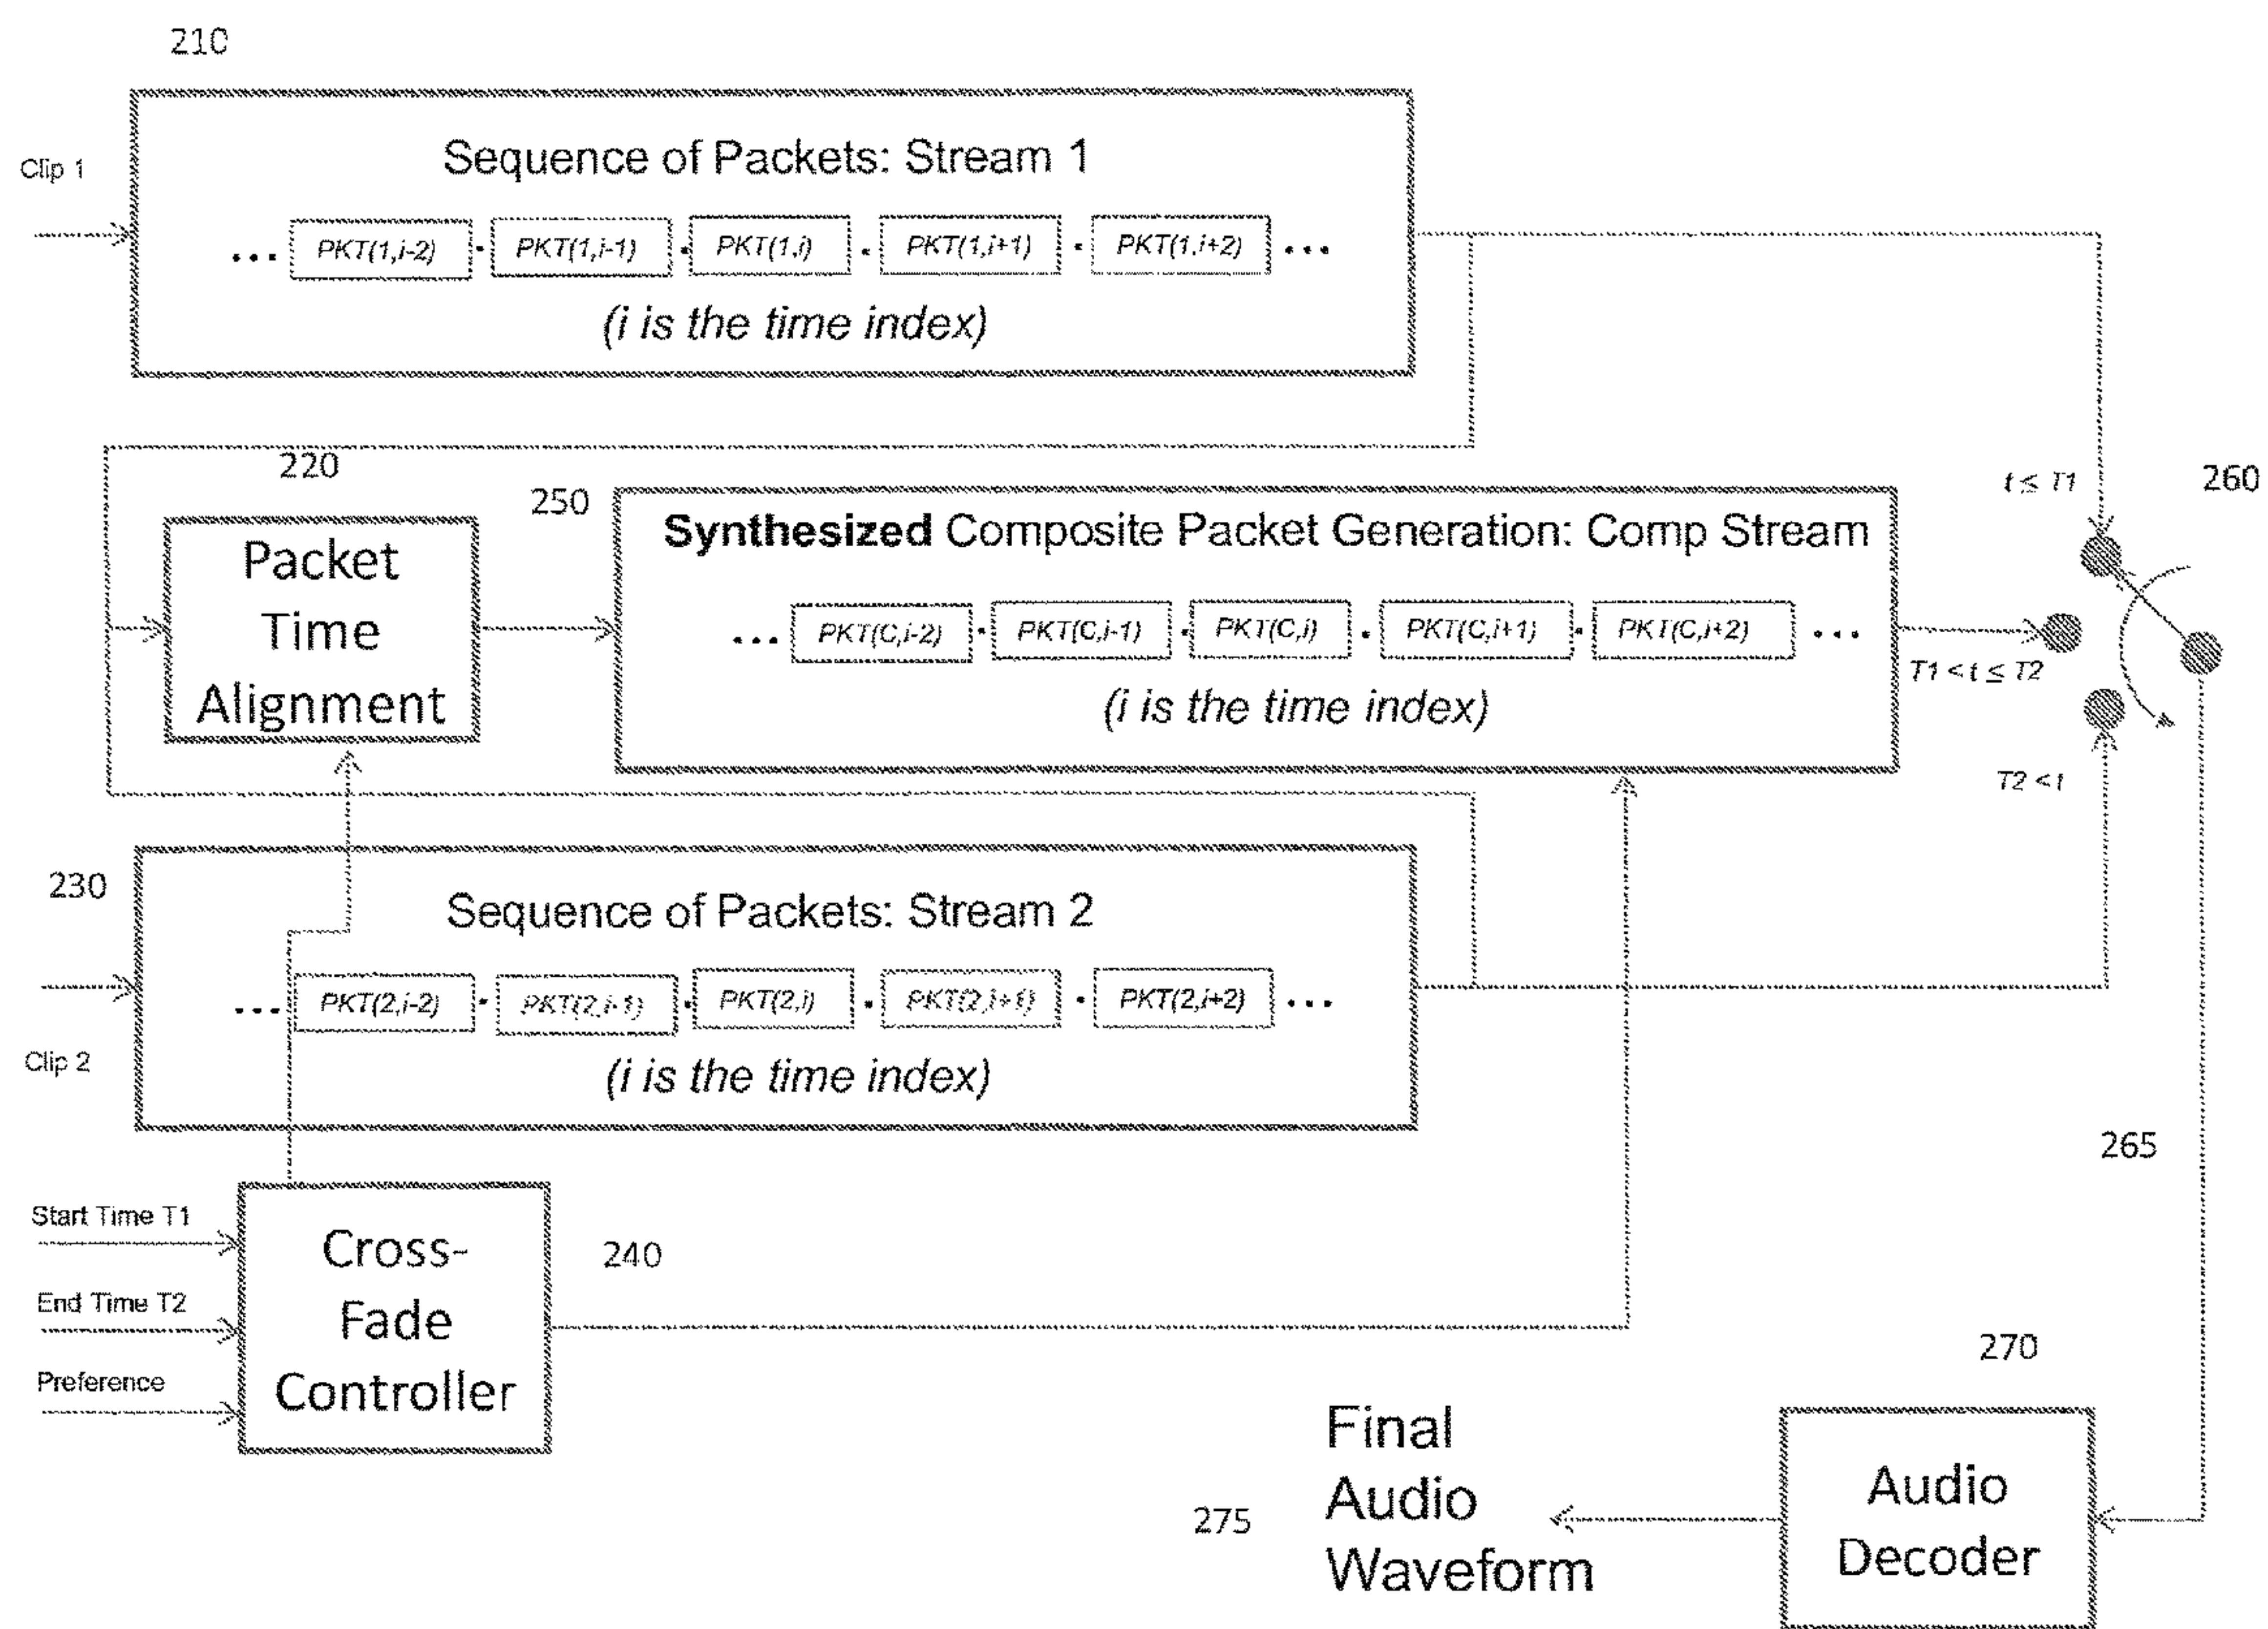 210
Clip 1
Sequence of Packets: Stream 1
... PKT(1,i-2) . PKT(1,i-1) . PKT(1,i) . PKT(1,i+1) . PKT(1,i+2) ...
(i is the time index)
220
250
t ≤ T1
260
Packet
Time
Alignment
Synthesized Composite Packet Generation: Comp Stream
... PKT(C,i-2) . PKT(C,i-1) . PKT(C,i) . PKT(C,i+1) . PKT(C,i+2) ...
(i is the time index)
T1 < t ≤ T2
T2 < t
230
Sequence of Packets: Stream 2
... PKT(2,i-2) . PKT(2,i-1) . PKT(2,i) . PKT(2,i+1) . PKT(2,i+2) ...
Clip 2
(i is the time index)
265
Start Time T1
End Time T2
Preference
Cross-
Fade
Controller
240
270
Final
Audio
Waveform
275
Audio
Decoder